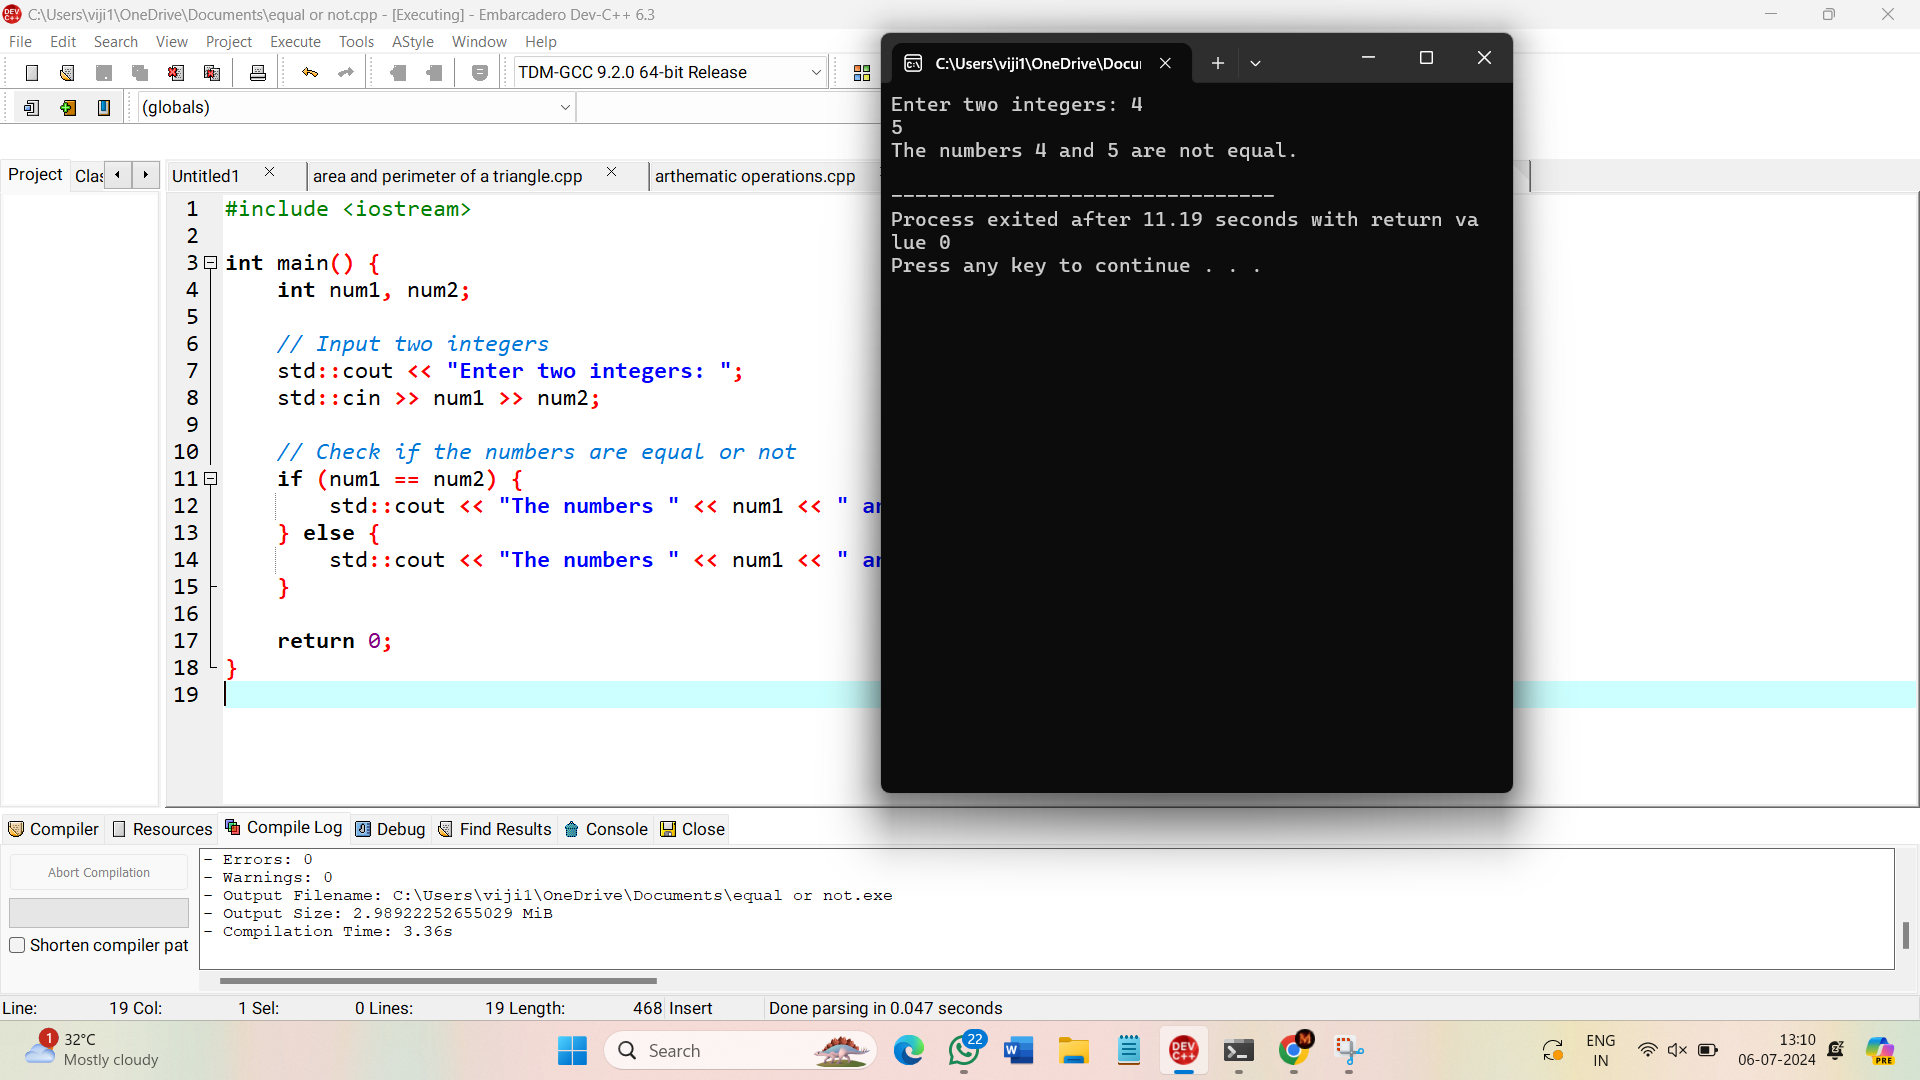 C:\Users\viji1\OneDrive\Documents\equal or not.cpp - [Executing] - Embarcadero Dev-C++ 6.3
File Edit Search View Project Execute Tools AStyle Window Help
TDM-GCC 9.2.0 64-bit Release
(globals)
Project Clas
Untitled1 area and perimeter of a triangle.cpp arthematic operations.cpp
1 #include <iostream>
2
3 int main() {
4 int num1, num2;
5
6 // Input two integers
7 std::cout << "Enter two integers: ";
8 std::cin >> num1 >> num2;
9
10 // Check if the numbers are equal or not
11 if (num1 == num2) {
12 std::cout << "The numbers " << num1 << " an
13 } else {
14 std::cout << "The numbers " << num1 << " an
15 }
16
17 return 0;
18 }
19
C:\Users\viji1\OneDrive\Docu
Enter two integers: 4
5
The numbers 4 and 5 are not equal.
--------------------------------
Process exited after 11.19 seconds with return va
lue 0
Press any key to continue . . .
Compiler Resources Compile Log Debug Find Results Console Close
Abort Compilation
Shorten compiler pat
- Errors: 0
- Warnings: 0
- Output Filename: C:\Users\viji1\OneDrive\Documents\equal or not.exe
- Output Size: 2.98922252655029 MiB
- Compilation Time: 3.36s
Line: 19 Col: 1 Sel: 0 Lines: 19 Length: 468 Insert Done parsing in 0.047 seconds
1 32°C
Mostly cloudy
Search
22
W
DEV C++
M
ENG
IN
13:10
06-07-2024
PRE